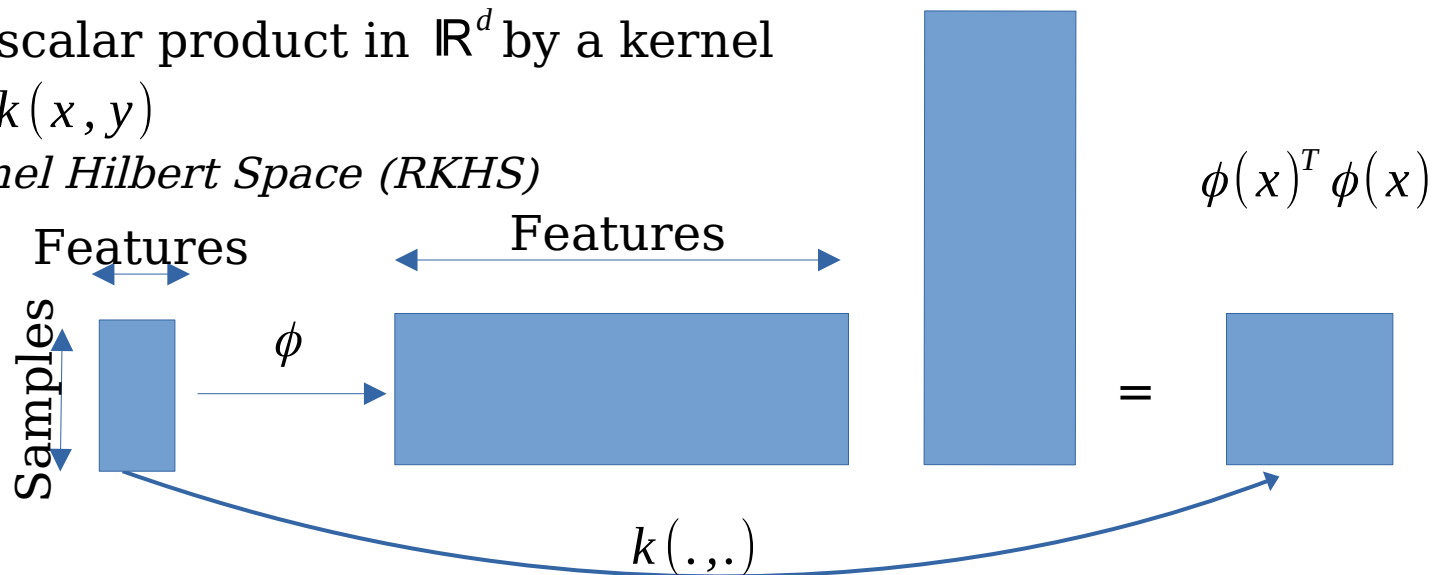 scalar product in ℝ^d by a kernel
k(x,y)
nel Hilbert Space (RKHS)
ϕ(x)^T ϕ(x)
Features
Features
Samples
ϕ
=
k(.,.)